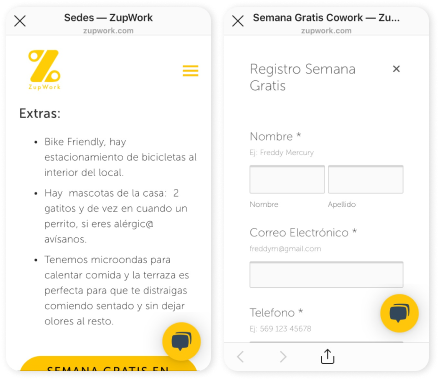 Sedes — ZupWork
zupwork.com
ZupWork
Extras:
• Bike Friendly, hay
estacionamiento de bicicletas al
interior del local.
• Hay mascotas de la casa: 2
gatitos y de vez en cuando un
perrito, si eres alérgic@
avísanos.
• Tenemos microondas para
calentar comida y la terraza es
perfecta para que te distraigas
comiendo sentado y sin dejar
olores al resto.
SEMANA GRATIS EN
Semana Gratis Cowork — Zu...
zupwork.com
Registro Semana
Gratis
Nombre *
Ej: Freddy Mercury
Nombre Apellido
Correo Electrónico *
freddym@gmail.com
Telefono *
Ej: 569 123 45678